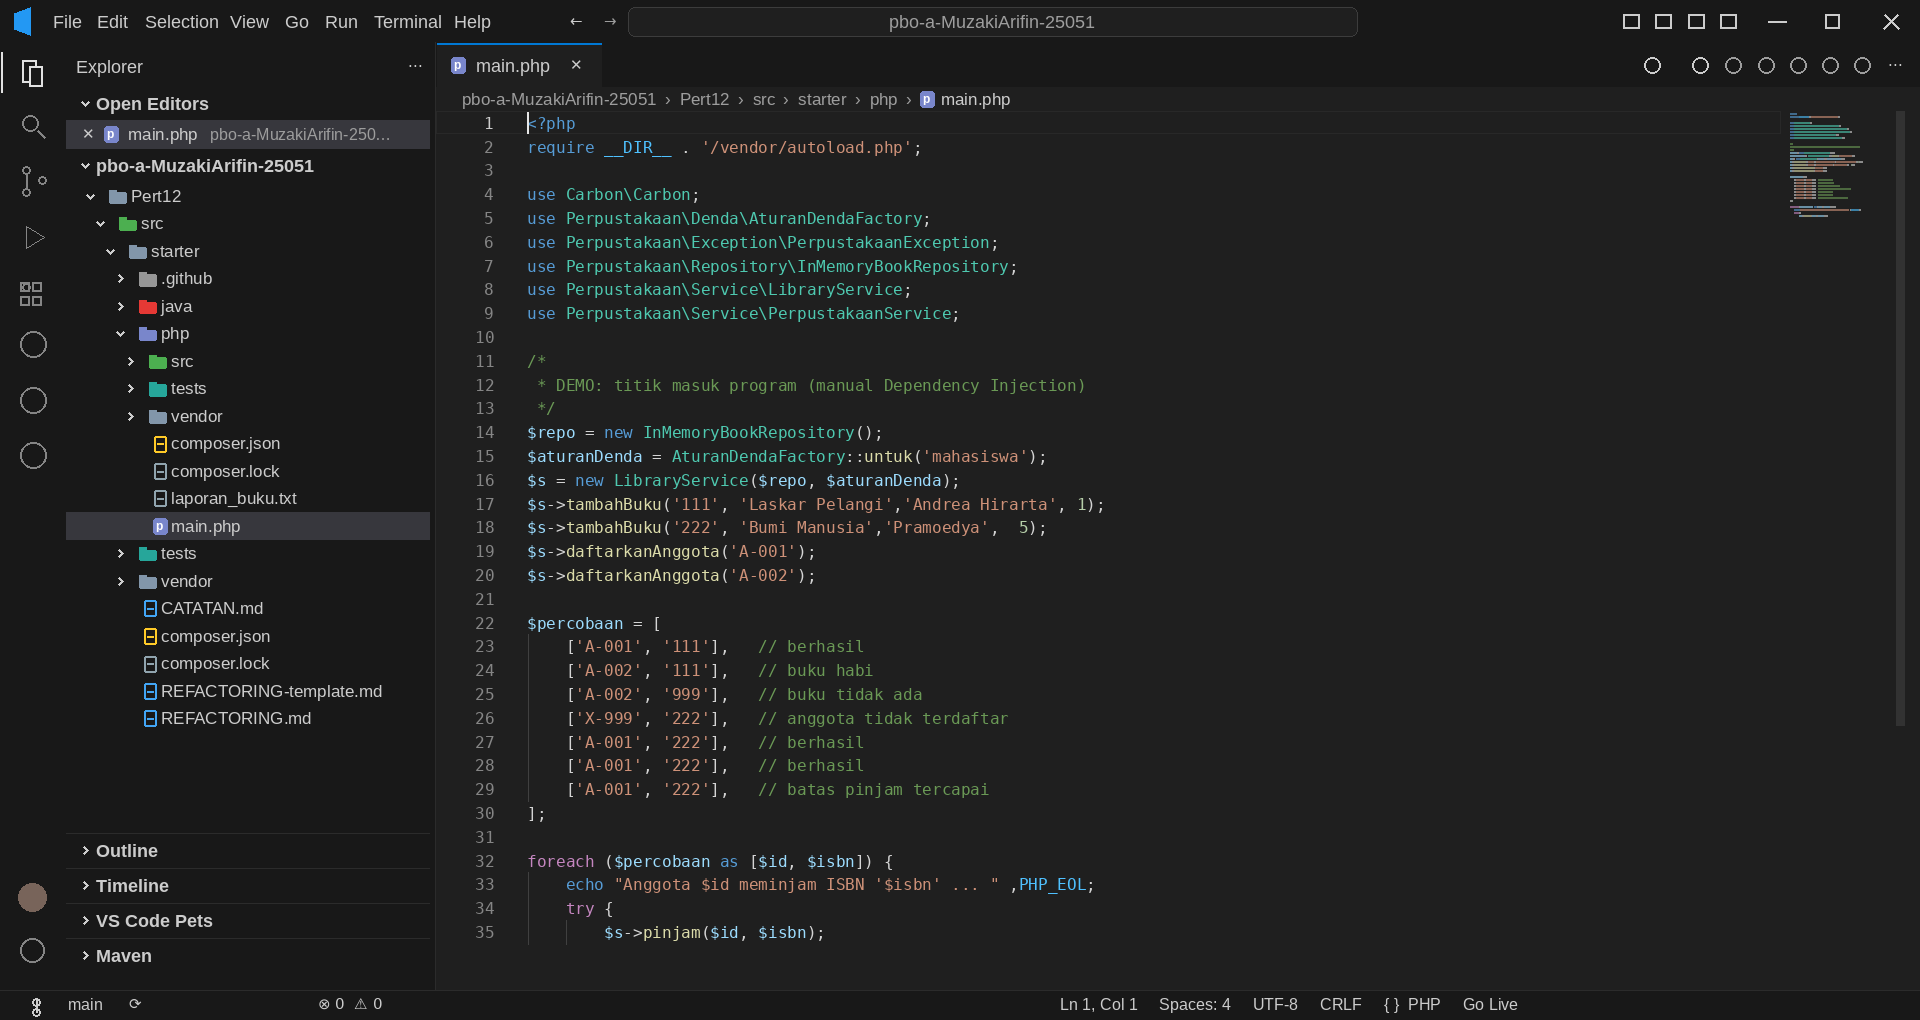 File Edit Selection View Go Run Terminal Help ← → pbo-a-MuzakiArifin-25051
Explorer ···
Open Editors
× main.php pbo-a-MuzakiArifin-250...
pbo-a-MuzakiArifin-25051
Pert12
src
starter
.github
java
php
src
tests
vendor
composer.json
composer.lock
laporan_buku.txt
main.php
tests
vendor
CATATAN.md
composer.json
composer.lock
REFACTORING-template.md
REFACTORING.md
Outline
Timeline
VS Code Pets
Maven
main.php ×
pbo-a-MuzakiArifin-25051 › Pert12 › src › starter › php › main.php
1 <?php
2 require __DIR__ . '/vendor/autoload.php';
3
4 use Carbon\Carbon;
5 use Perpustakaan\Denda\AturanDendaFactory;
6 use Perpustakaan\Exception\PerpustakaanException;
7 use Perpustakaan\Repository\InMemoryBookRepository;
8 use Perpustakaan\Service\LibraryService;
9 use Perpustakaan\Service\PerpustakaanService;
10
11 /*
12  * DEMO: titik masuk program (manual Dependency Injection)
13  */
14 $repo = new InMemoryBookRepository();
15 $aturanDenda = AturanDendaFactory::untuk('mahasiswa');
16 $s = new LibraryService($repo, $aturanDenda);
17 $s->tambahBuku('111', 'Laskar Pelangi','Andrea Hirarta', 1);
18 $s->tambahBuku('222', 'Bumi Manusia','Pramoedya',  5);
19 $s->daftarkanAnggota('A-001');
20 $s->daftarkanAnggota('A-002');
21
22 $percobaan = [
23     ['A-001', '111'],   // berhasil
24     ['A-002', '111'],   // buku habi
25     ['A-002', '999'],   // buku tidak ada
26     ['X-999', '222'],   // anggota tidak terdaftar
27     ['A-001', '222'],   // berhasil
28     ['A-001', '222'],   // berhasil
29     ['A-001', '222'],   // batas pinjam tercapai
30 ];
31
32 foreach ($percobaan as [$id, $isbn]) {
33     echo "Anggota $id meminjam ISBN '$isbn' ... " ,PHP_EOL;
34     try {
35         $s->pinjam($id, $isbn);
main ⟳ ⊗ 0 ⚠ 0 Ln 1, Col 1 Spaces: 4 UTF-8 CRLF { } PHP Go Live